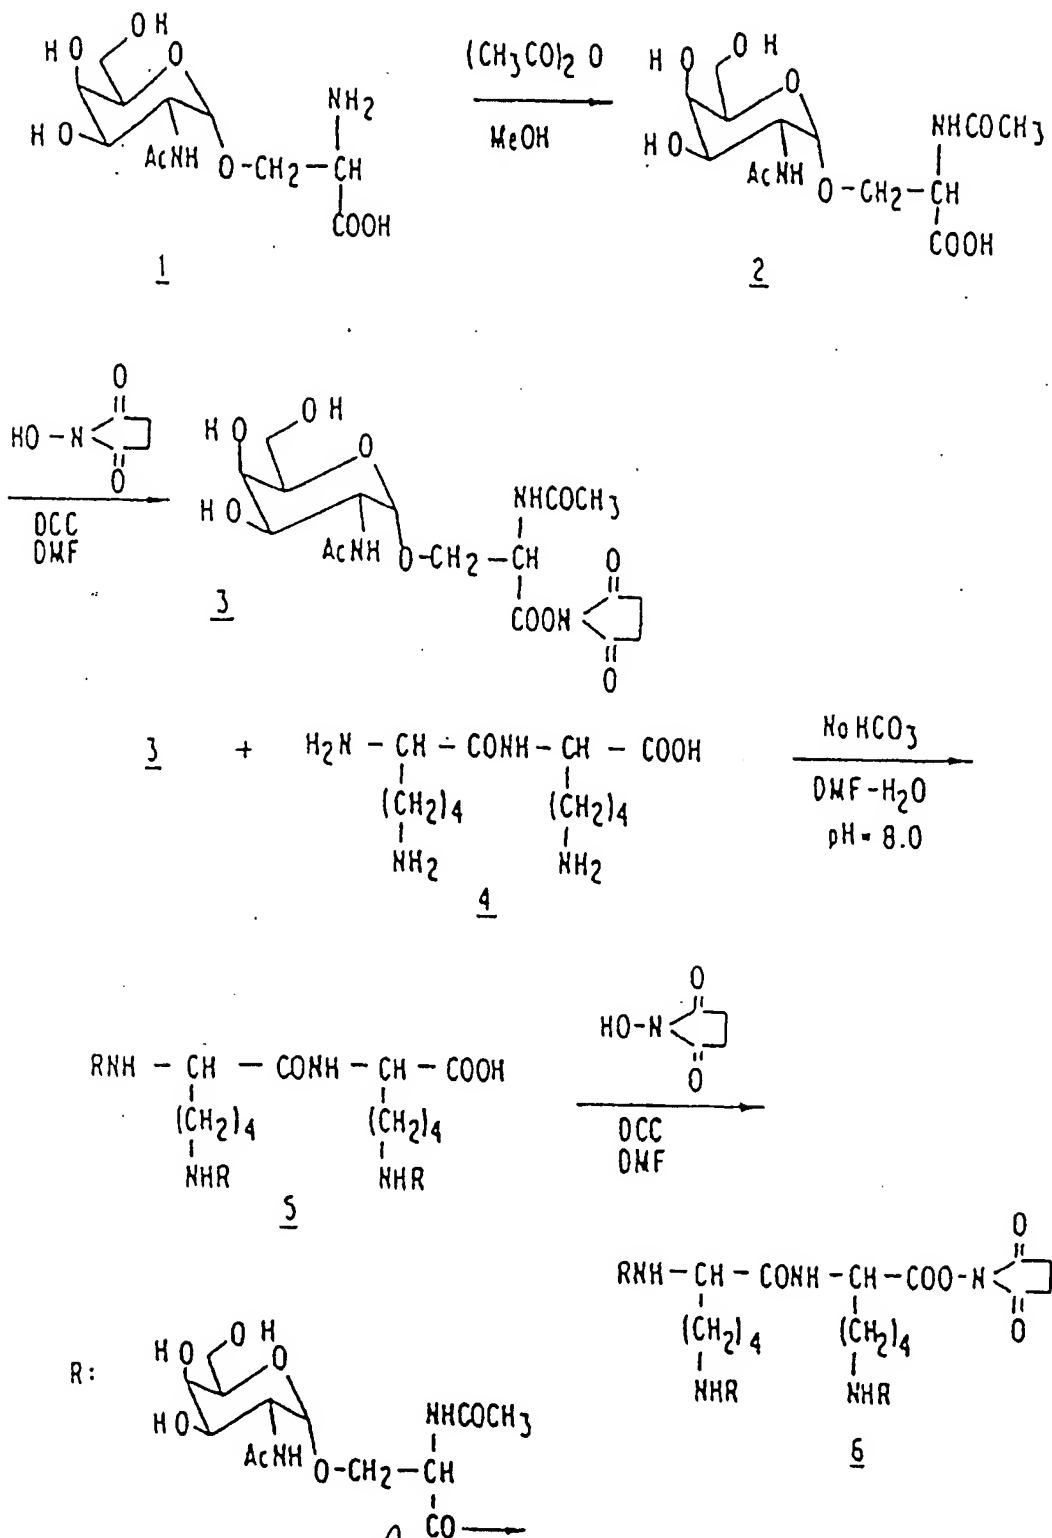 HO OH O
(CH3CO)2 O
NH2
HO AcNH O-CH2-CH
MeOH
COOH
1
HO OH O
NHCOCH3
HO AcNH O-CH2-CH
COOH
2
O
HO-N
O
DCC
DMF
HO OH O
NHCOCH3
HO AcNH O-CH2-CH
O
COON
O
3
3 + H2N - CH - CONH - CH - COOH
NaHCO3
(CH2)4 (CH2)4
DMF-H2O
NH2 NH2
pH = 8.0
4
O
HO-N
O
RNH - CH - CONH - CH - COOH
(CH2)4 (CH2)4
DCC
DMF
NHR NHR
5
O
RNH - CH - CONH - CH - COO-N
O
(CH2)4 (CH2)4
NHR NHR
6
R:
HO OH O
NHCOCH3
HO AcNH O-CH2-CH
CO